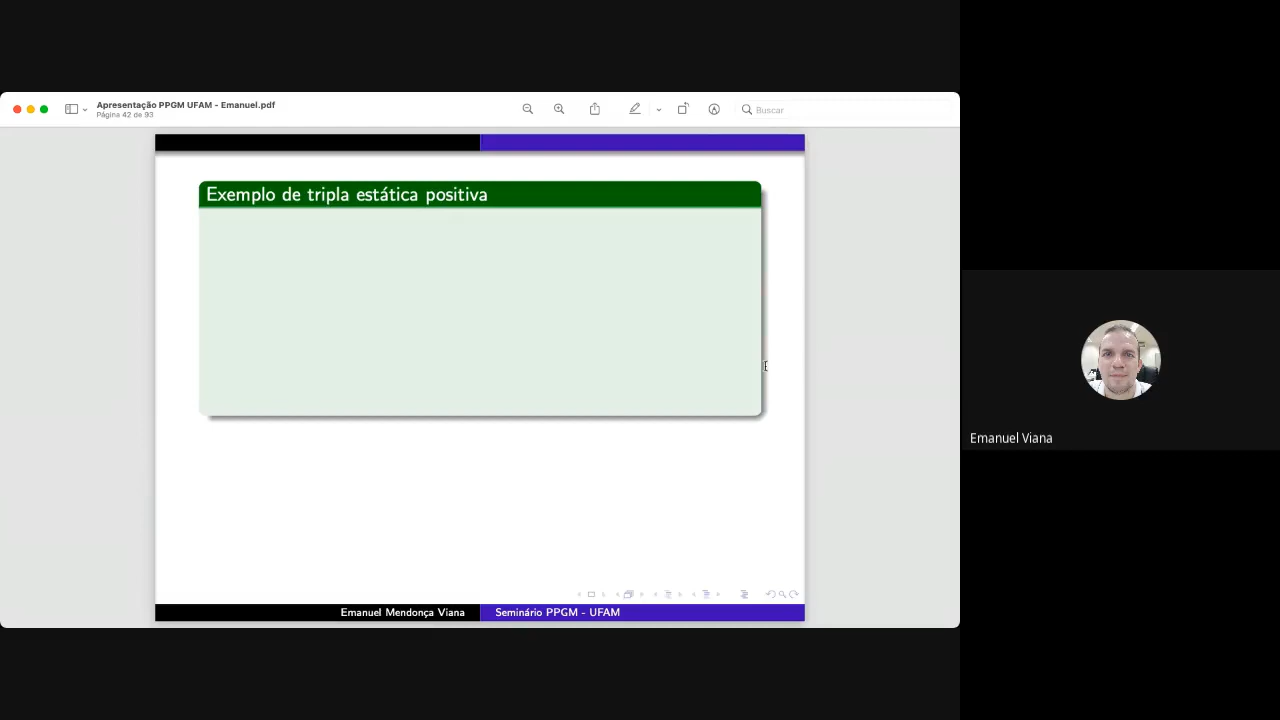 Apresentação PPGM UFAM - Emanuel.pdf
Página 42 de 93
Buscar
Exemplo de tripla estática positiva
Emanuel Viana
Emanuel Mendonça Viana
Seminário PPGM - UFAM